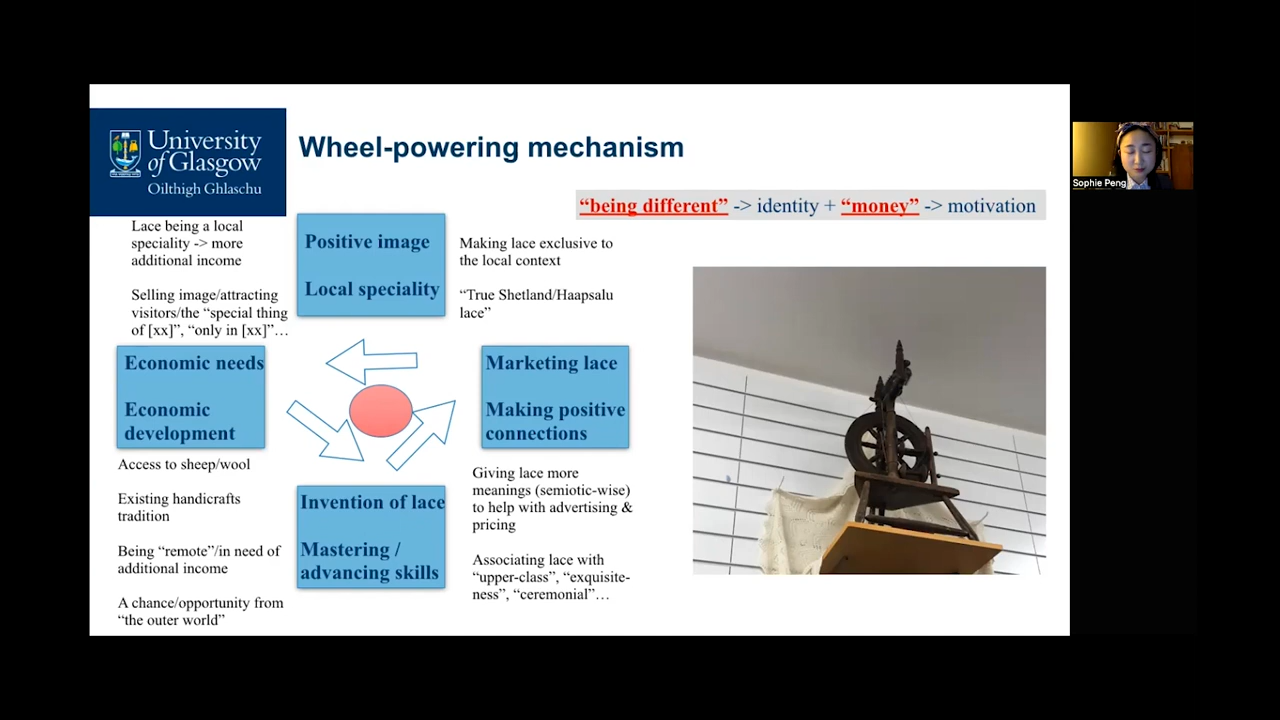 University
of Glasgow
Oilthigh Ghlaschu
Wheel-powering mechanism
“being different” -> identity + “money” -> motivation
Lace being a local
speciality -> more
additional income
Selling image/attracting
visitors/the “special thing
of [xx]”, “only in [xx]”…
Positive image
Local speciality
Making lace exclusive to
the local context
“True Shetland/Haapsalu
lace”
Economic needs
Economic
development
Marketing lace
Making positive
connections
Access to sheep/wool
Existing handicrafts
tradition
Being “remote”/in need of
additional income
A chance/opportunity from
“the outer world”
Invention of lace
Mastering /
advancing skills
Giving lace more
meanings (semiotic-wise)
to help with advertising &
pricing
Associating lace with
“upper-class”, “exquisite-
ness”, “ceremonial”…
Sophie Peng